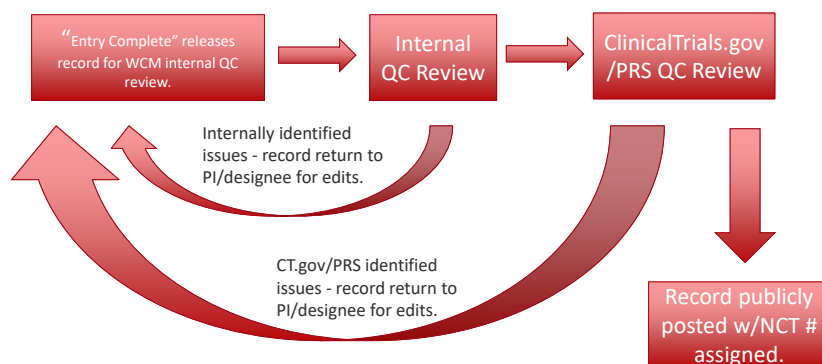 “Entry Complete” releases
record for WCM internal QC
review.
Internal
QC Review
ClinicalTrials.gov
/PRS QC Review
Internally identified
issues - record return to
PI/designee for edits.
CT.gov/PRS identified
issues - record return to
PI/designee for edits.
Record publicly
posted w/NCT #
assigned.